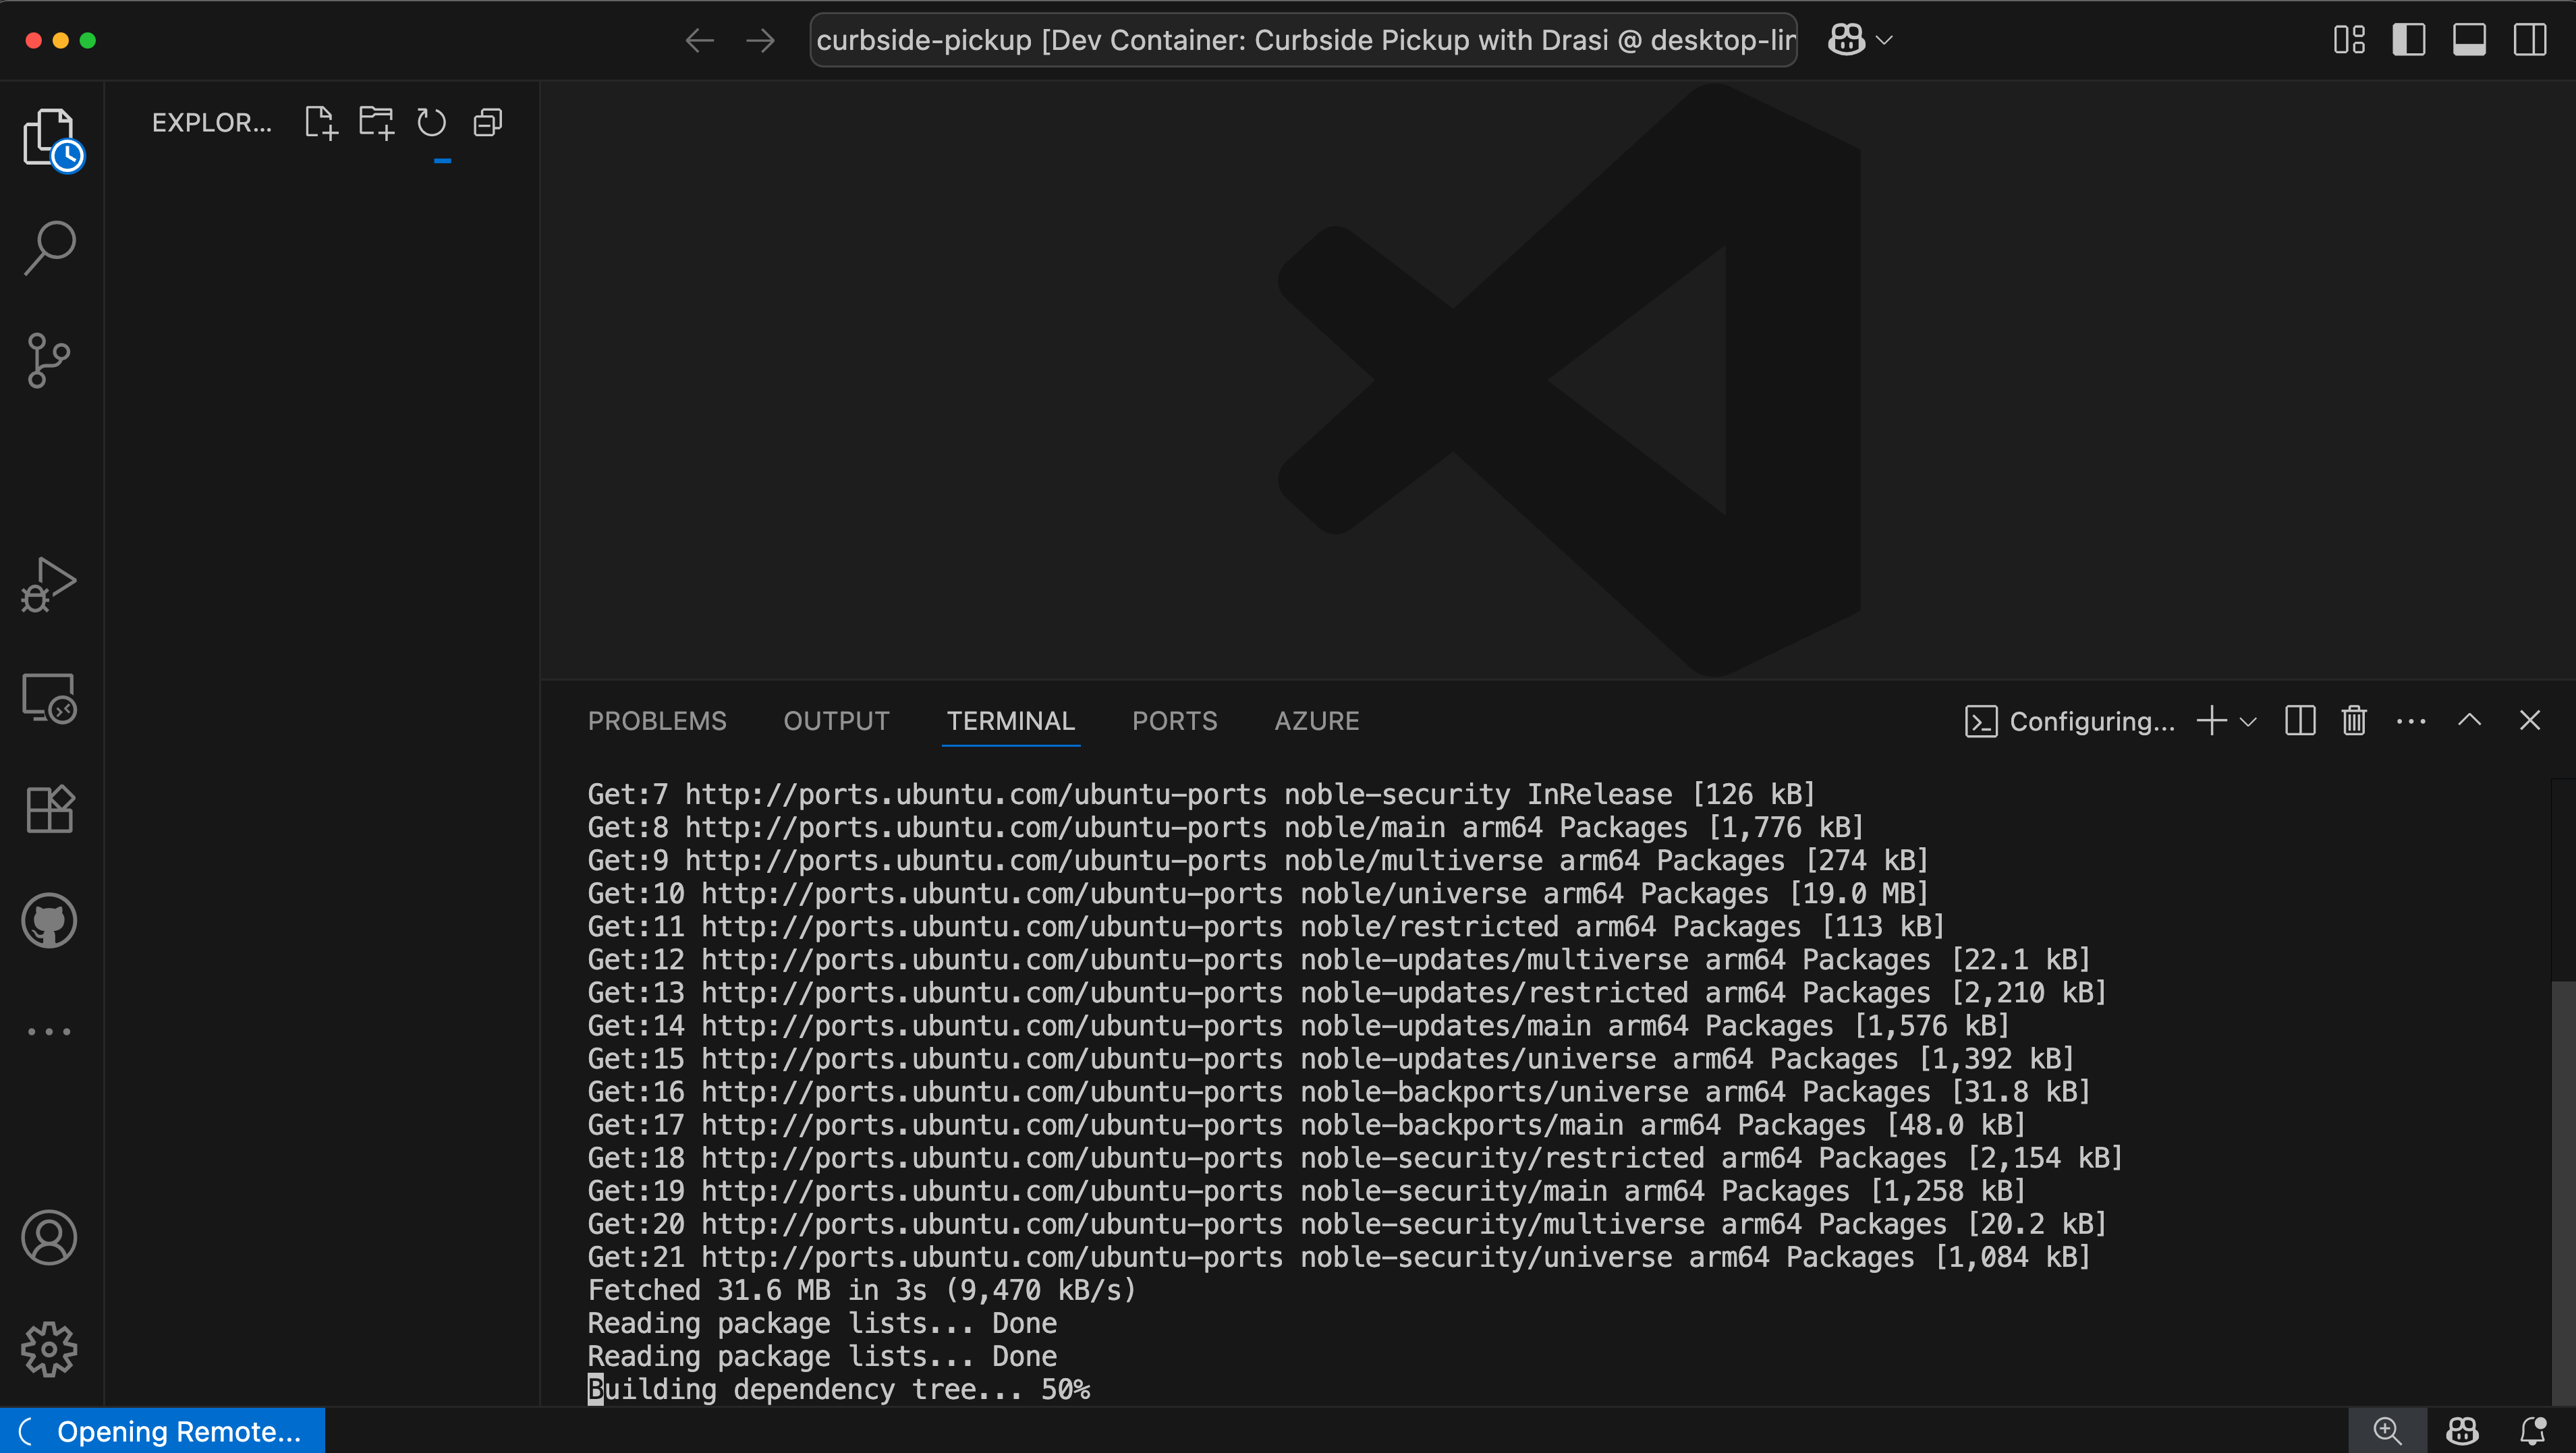 curbside-pickup [Dev Container: Curbside Pickup with Drasi @ desktop-lin
EXPLOR...
PROBLEMS OUTPUT TERMINAL PORTS AZURE Configuring...
Get:7 http://ports.ubuntu.com/ubuntu-ports noble-security InRelease [126 kB]
Get:8 http://ports.ubuntu.com/ubuntu-ports noble/main arm64 Packages [1,776 kB]
Get:9 http://ports.ubuntu.com/ubuntu-ports noble/multiverse arm64 Packages [274 kB]
Get:10 http://ports.ubuntu.com/ubuntu-ports noble/universe arm64 Packages [19.0 MB]
Get:11 http://ports.ubuntu.com/ubuntu-ports noble/restricted arm64 Packages [113 kB]
Get:12 http://ports.ubuntu.com/ubuntu-ports noble-updates/multiverse arm64 Packages [22.1 kB]
Get:13 http://ports.ubuntu.com/ubuntu-ports noble-updates/restricted arm64 Packages [2,210 kB]
Get:14 http://ports.ubuntu.com/ubuntu-ports noble-updates/main arm64 Packages [1,576 kB]
Get:15 http://ports.ubuntu.com/ubuntu-ports noble-updates/universe arm64 Packages [1,392 kB]
Get:16 http://ports.ubuntu.com/ubuntu-ports noble-backports/universe arm64 Packages [31.8 kB]
Get:17 http://ports.ubuntu.com/ubuntu-ports noble-backports/main arm64 Packages [48.0 kB]
Get:18 http://ports.ubuntu.com/ubuntu-ports noble-security/restricted arm64 Packages [2,154 kB]
Get:19 http://ports.ubuntu.com/ubuntu-ports noble-security/main arm64 Packages [1,258 kB]
Get:20 http://ports.ubuntu.com/ubuntu-ports noble-security/multiverse arm64 Packages [20.2 kB]
Get:21 http://ports.ubuntu.com/ubuntu-ports noble-security/universe arm64 Packages [1,084 kB]
Fetched 31.6 MB in 3s (9,470 kB/s)
Reading package lists... Done
Reading package lists... Done
Building dependency tree... 50%
Opening Remote...